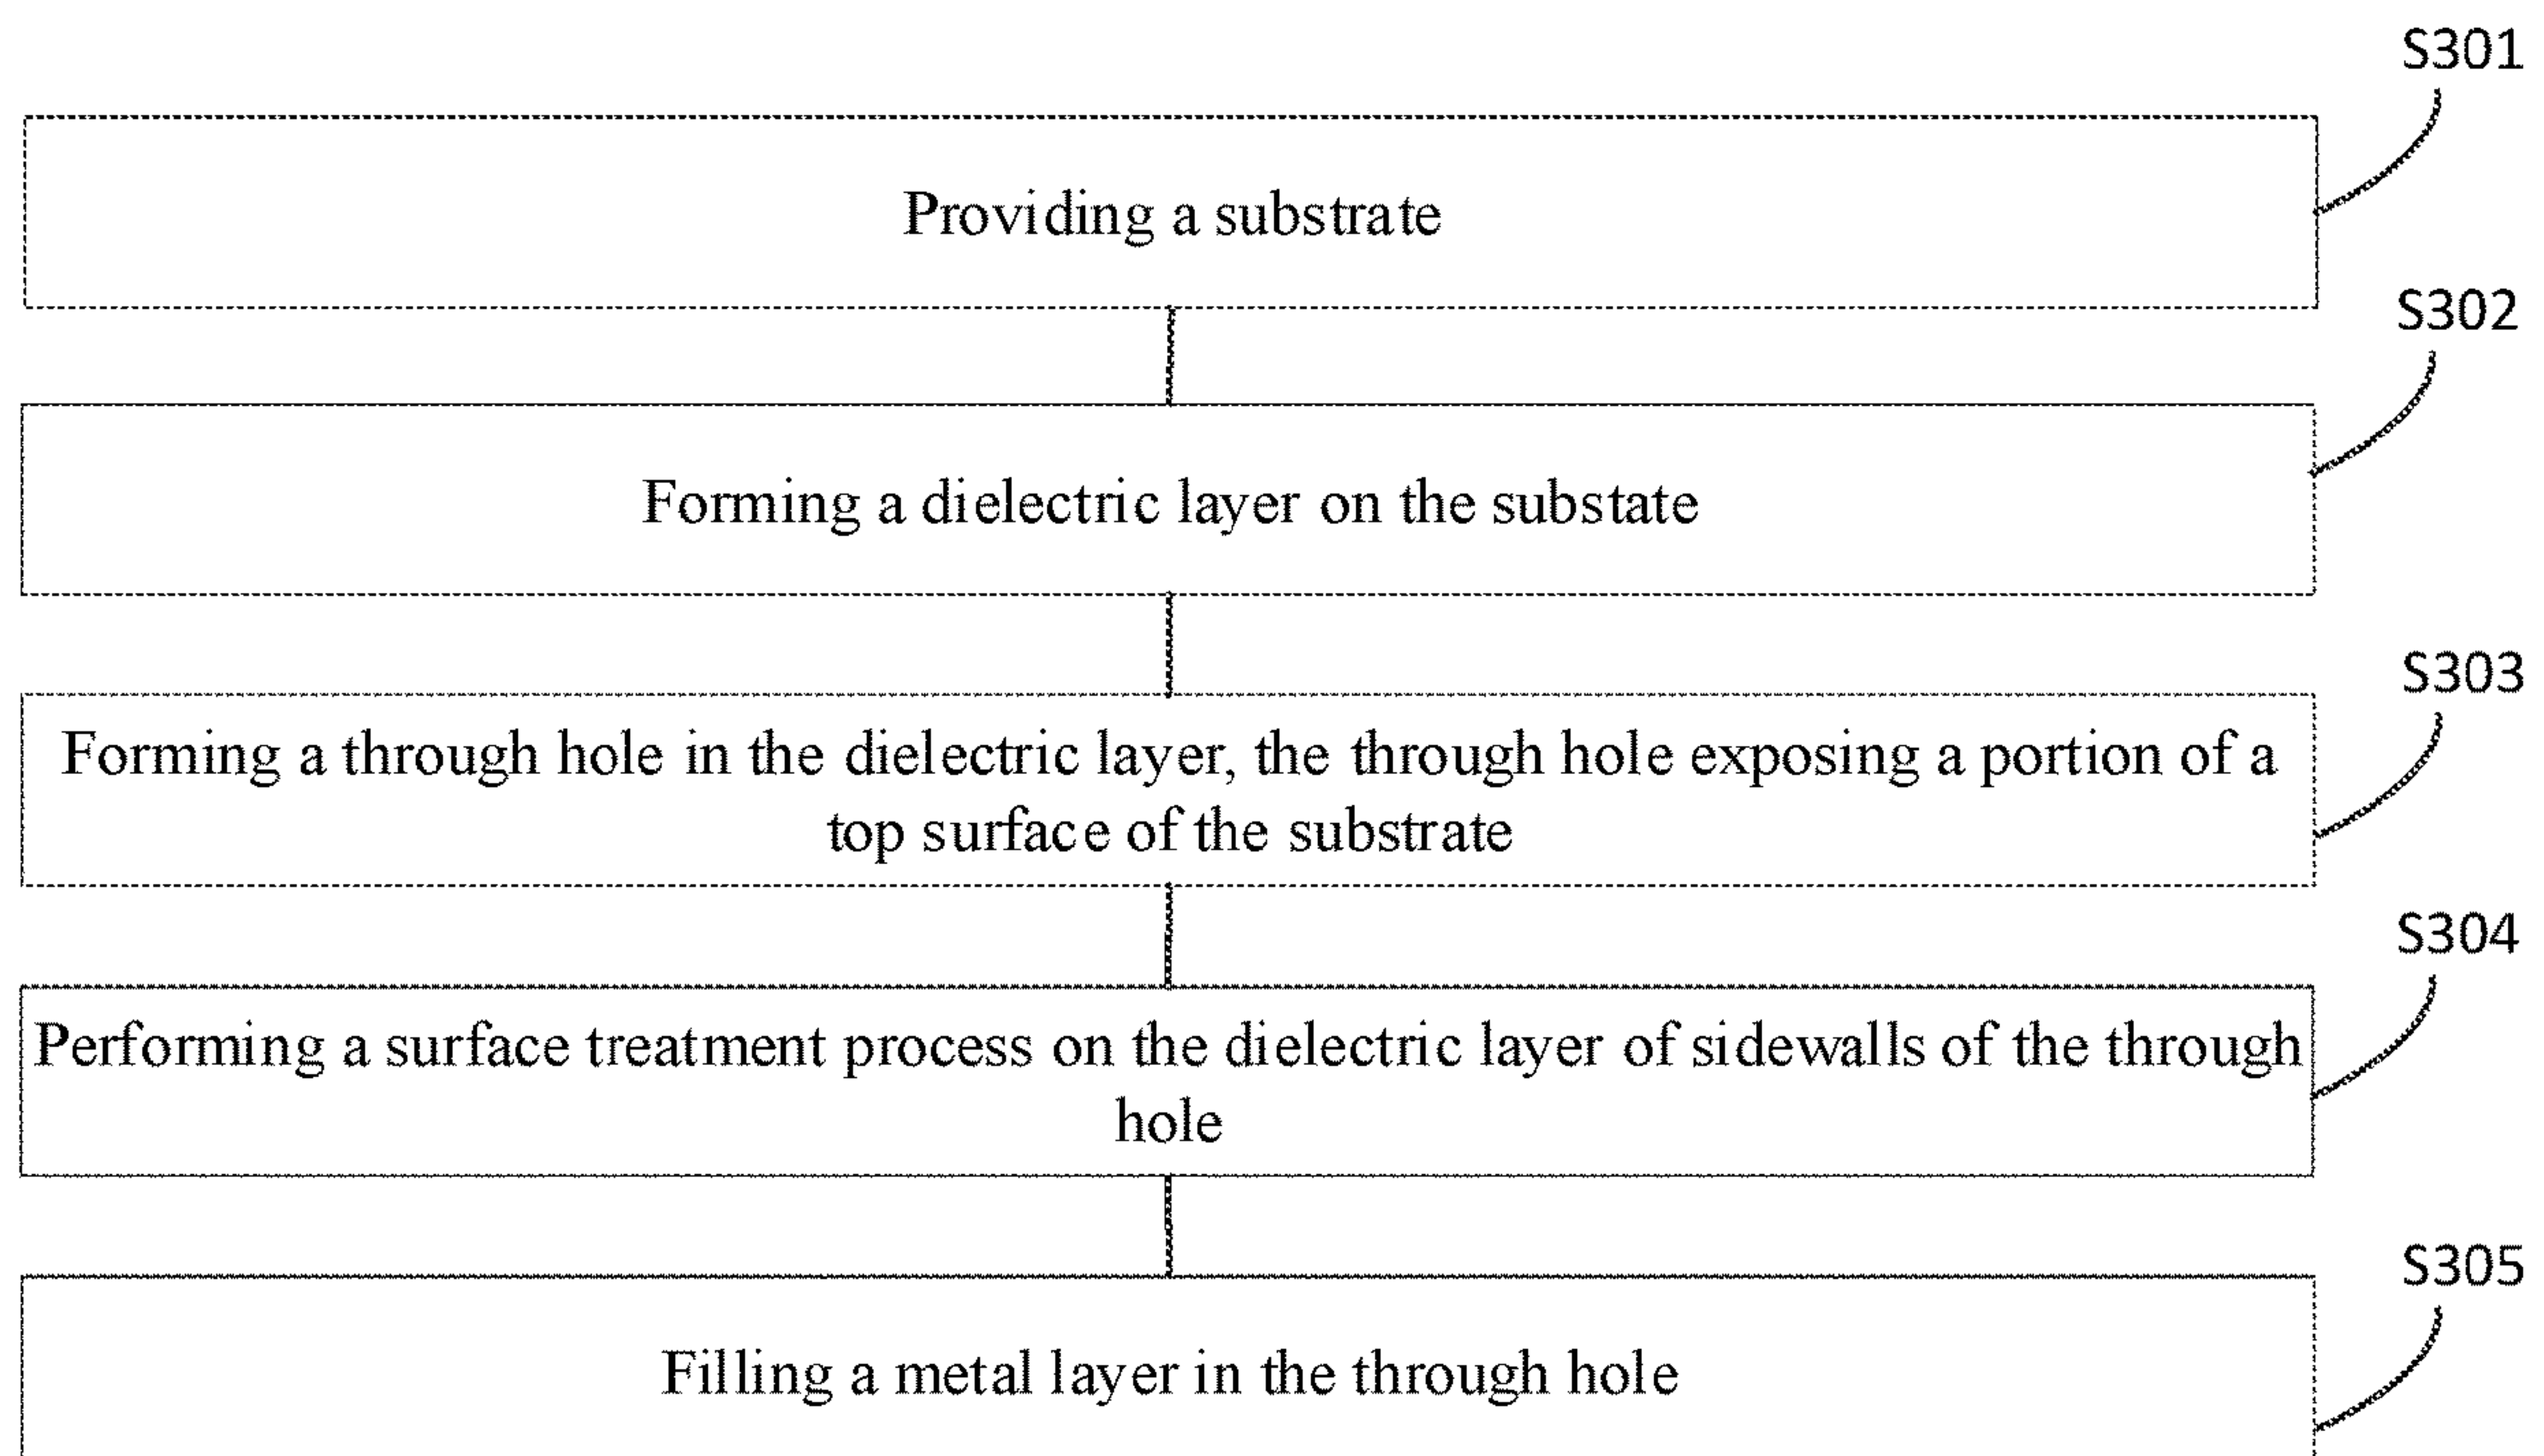 S301
Providing a substrate
S302
Forming a dielectric layer on the substate
S303
Forming a through hole in the dielectric layer, the through hole exposing a portion of a
top surface of the substrate
S304
Performing a surface treatment process on the dielectric layer of sidewalls of the through
hole
S305
Filling a metal layer in the through hole